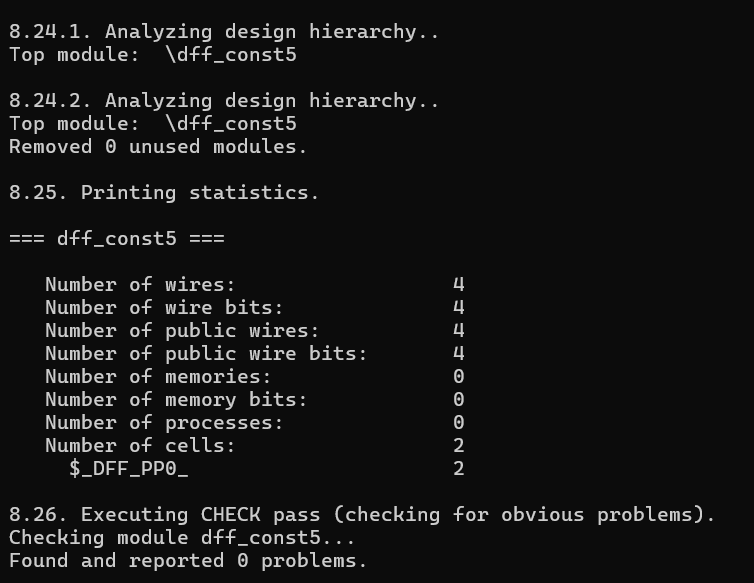 8.24.1. Analyzing design hierarchy..
Top module:  \dff_const5
8.24.2. Analyzing design hierarchy..
Top module:  \dff_const5
Removed 0 unused modules.
8.25. Printing statistics.
=== dff_const5 ===
Number of wires: 4
Number of wire bits: 4
Number of public wires: 4
Number of public wire bits: 4
Number of memories: 0
Number of memory bits: 0
Number of processes: 0
Number of cells: 2
$_DFF_PP0_ 2
8.26. Executing CHECK pass (checking for obvious problems).
Checking module dff_const5...
Found and reported 0 problems.